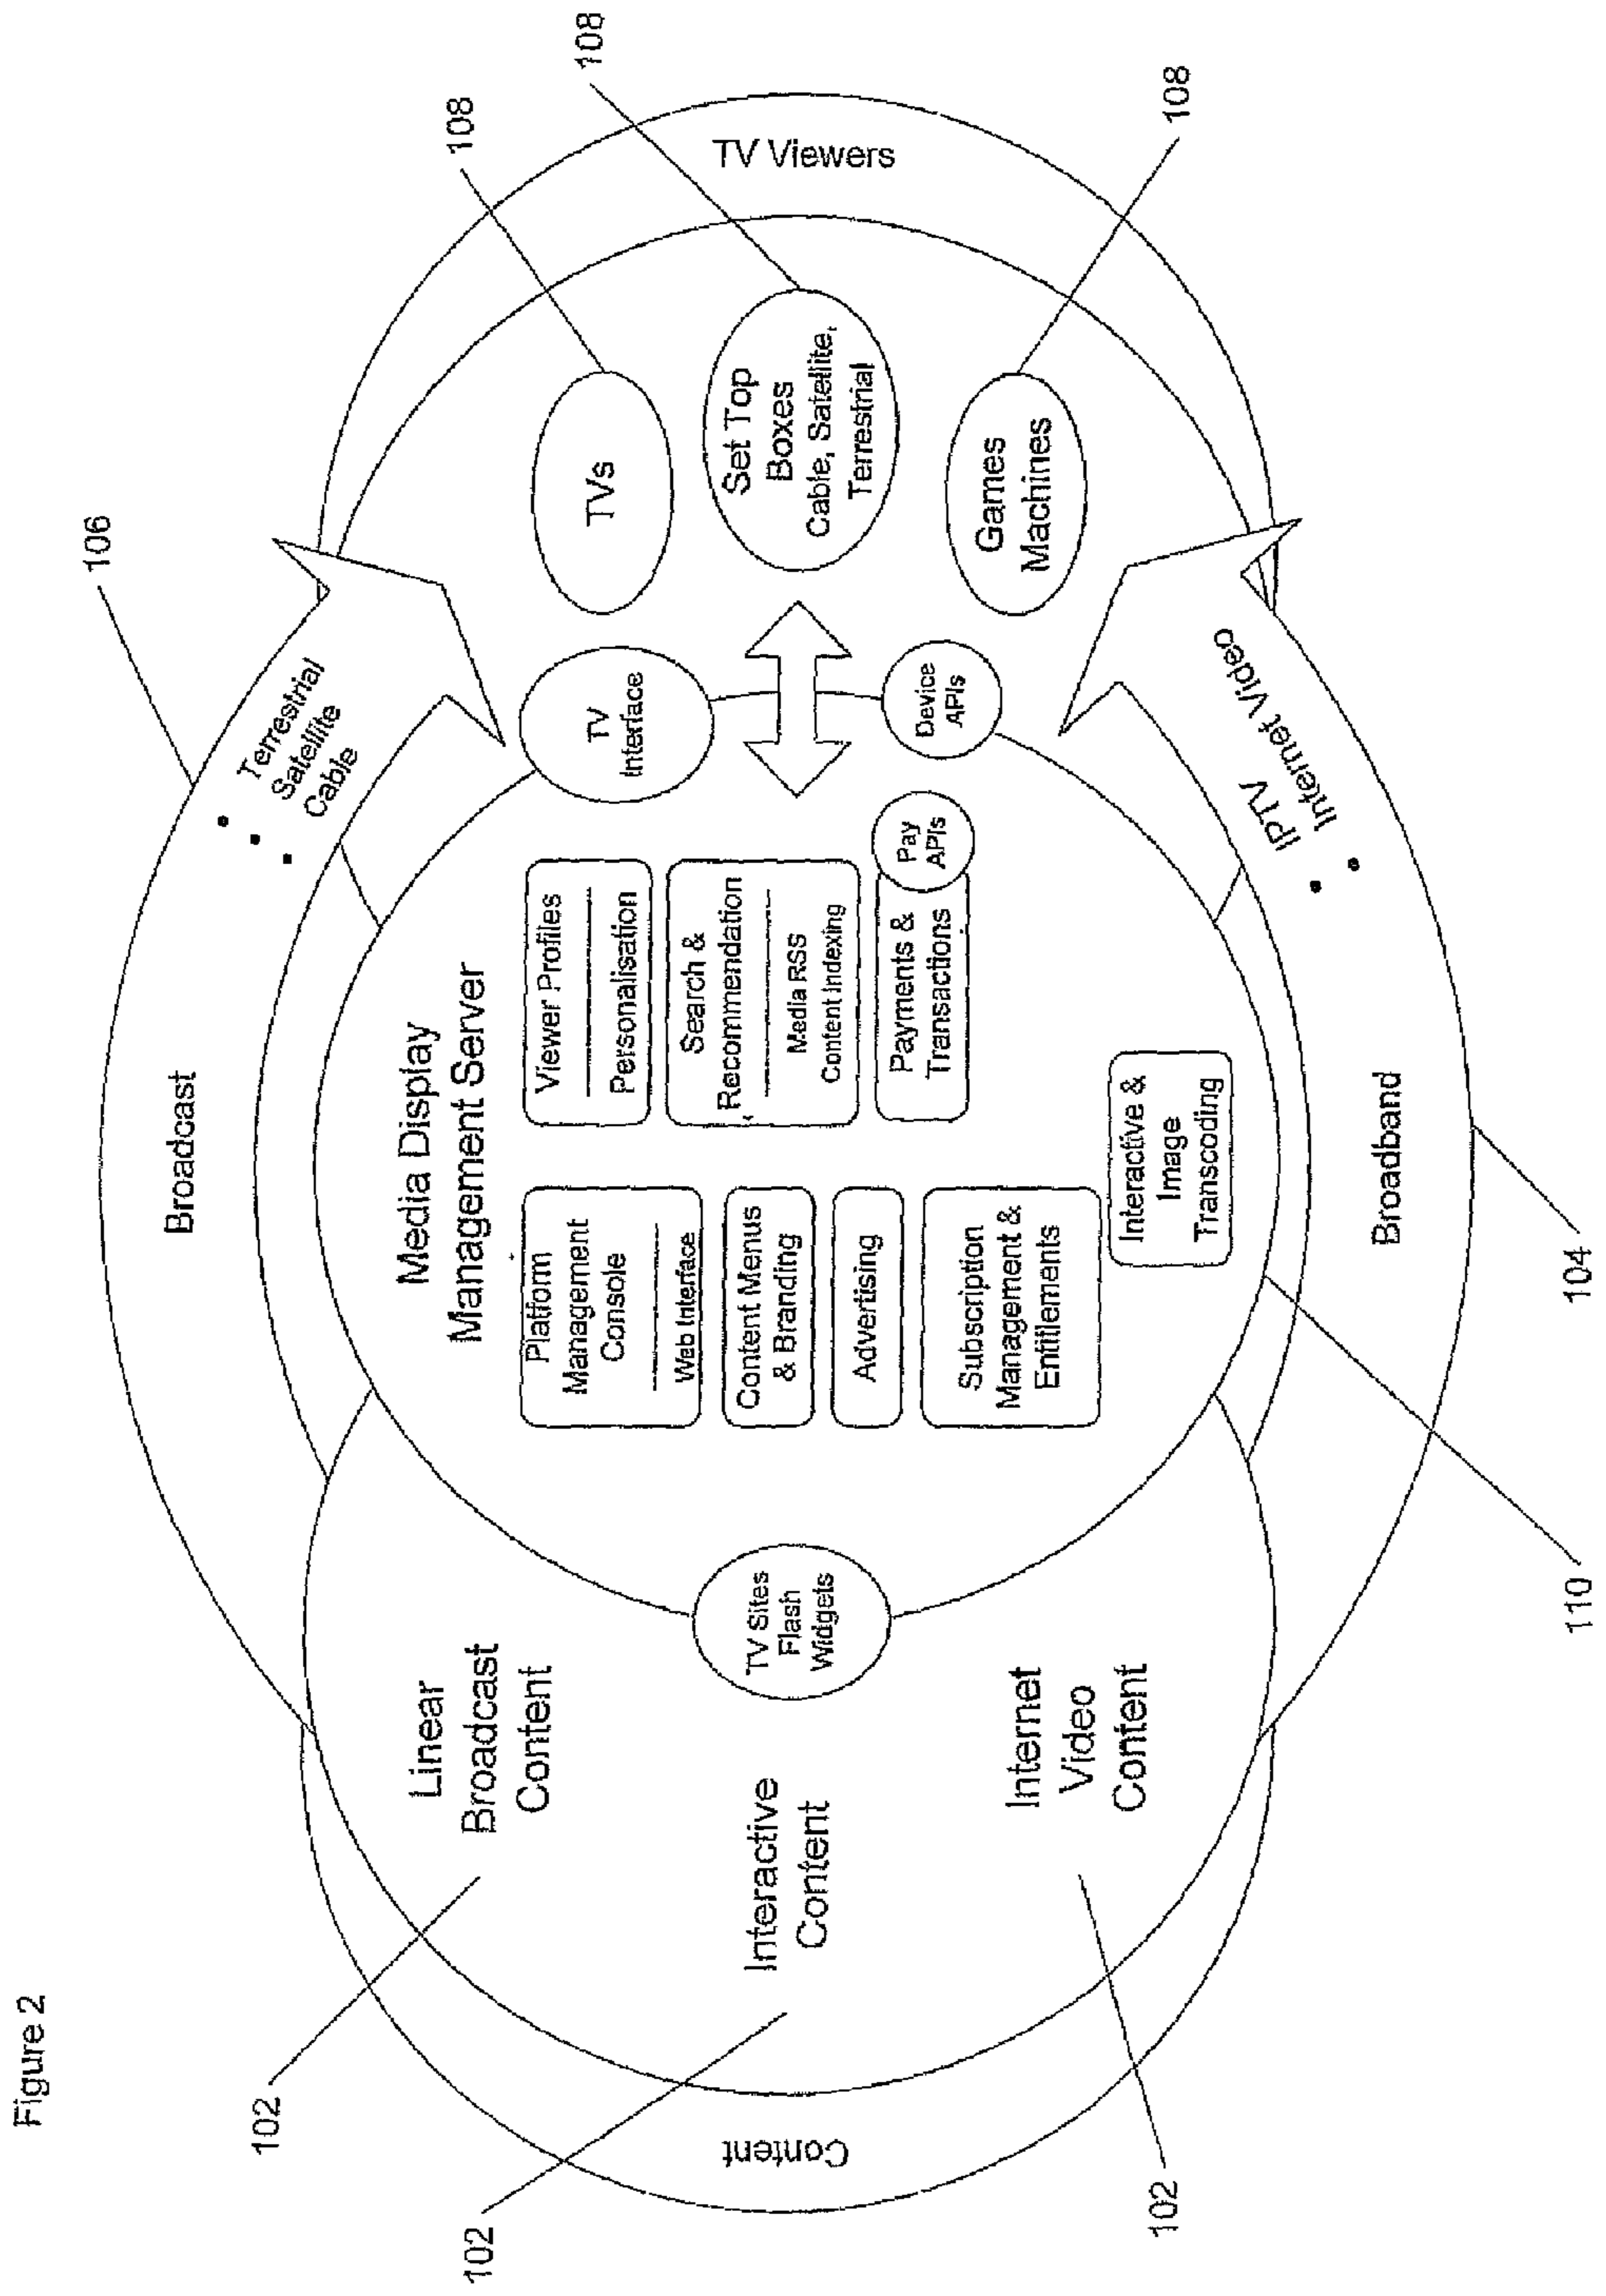 Figure 2
106
Broadcast
Terrestrial
Satellite
Cable
102
Linear
Broadcast
Content
102
Interactive
Content
102
Internet
Video
Content
Content
TV Sites
Flash
Widgets
Media Display
Management Server
Platform
Management
Console
Web Interface
Content Menus
& Branding
Advertising
Subscription
Management &
Entitlements
Viewer Profiles
Personalisation
Search &
Recommendation
Media RSS
Content Indexing
Payments &
Transactions
Pay
APIs
Interactive &
Image
Transcoding
TV
Interface
Device
APIs
TVs
108
Set Top
Boxes
Cable, Satellite,
Terrestrial
108
Games
Machines
108
TV Viewers
IPTV
Internet Video
Broadband
110
104